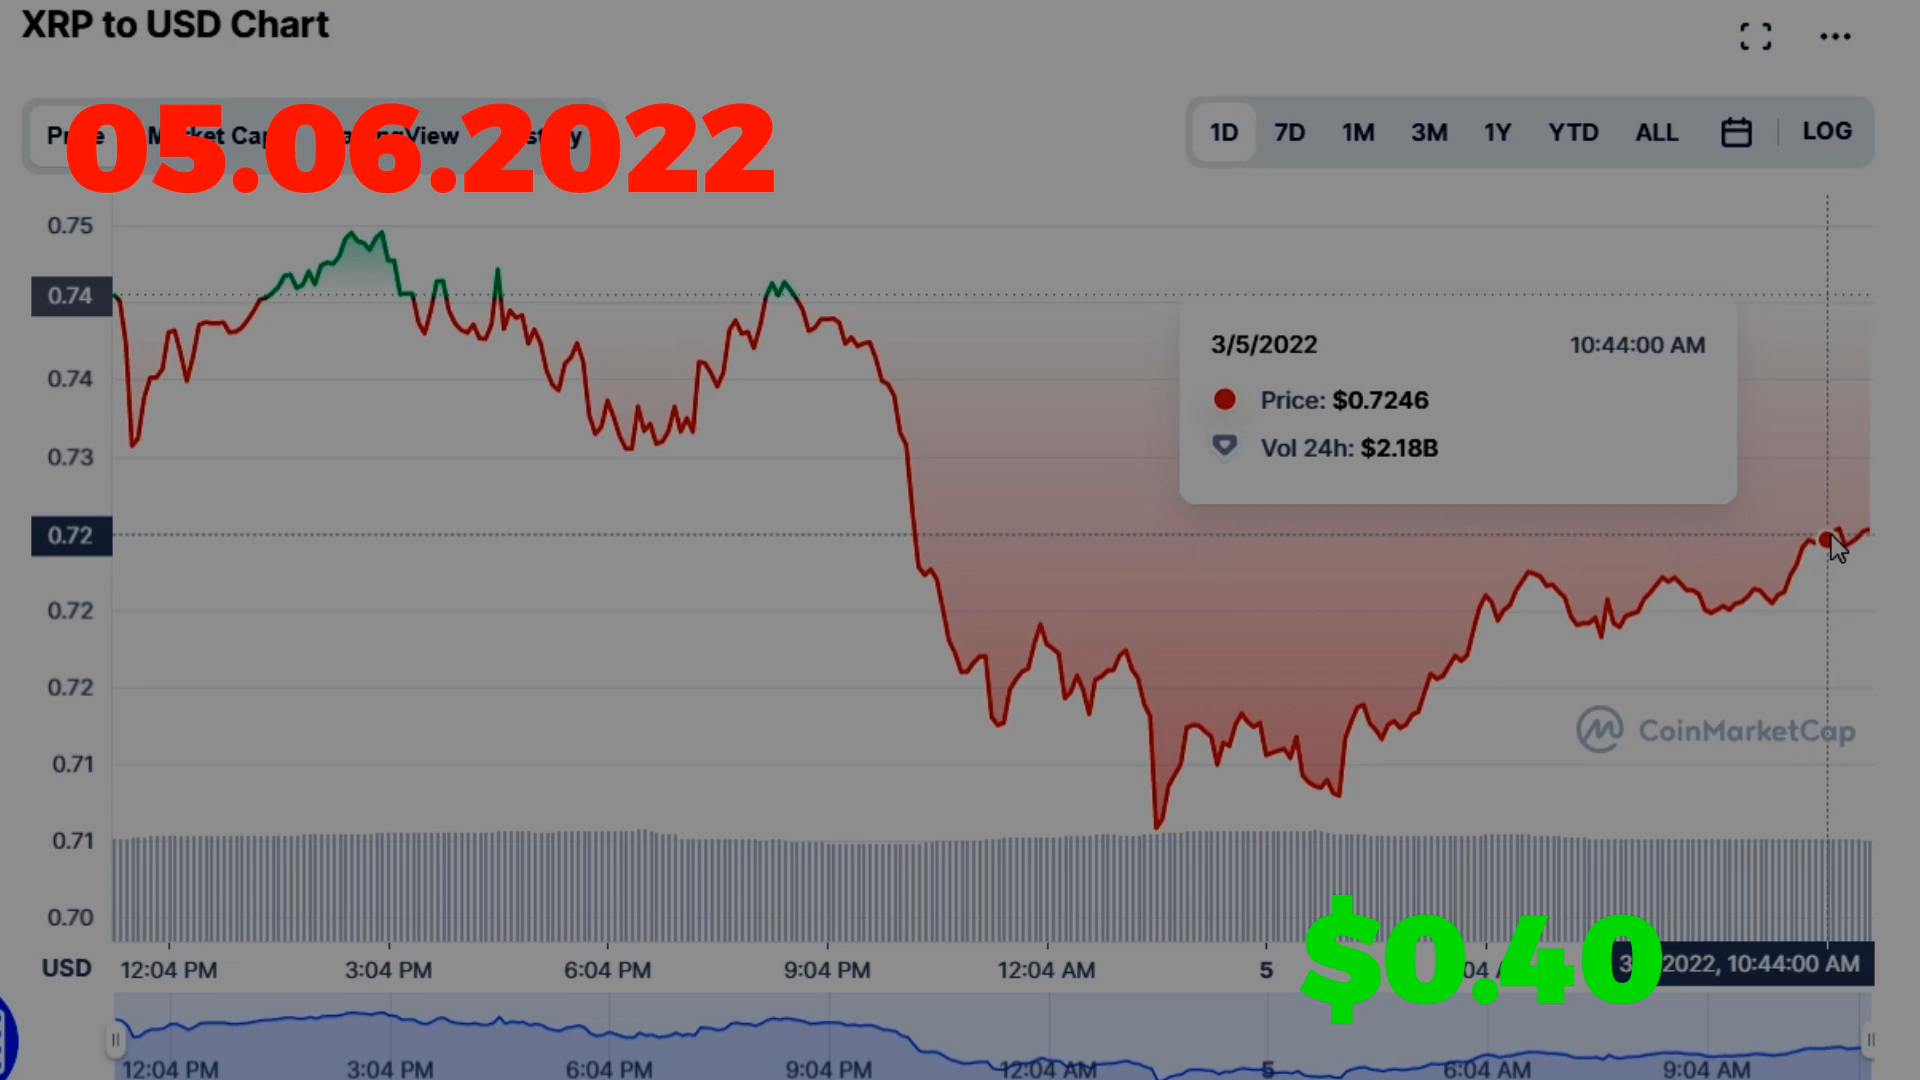 XRP to USD Chart
05.06.2022
1D 7D 1M 3M 1Y YTD ALL LOG
0.75
0.74
3/5/2022 10:44:00 AM
0.74
Price: $0.7246
Vol 24h: $2.18B
0.73
0.72
0.72
0.72
CoinMarketCap
0.71
0.71
0.70
$0.40
USD 12:04 PM 3:04 PM 6:04 PM 9:04 PM 12:04 AM 5 2022, 10:44:00 AM
12:04 PM 3:04 PM 6:04 PM 9:04 PM 12:04 AM 5 6:04 AM 9:04 AM